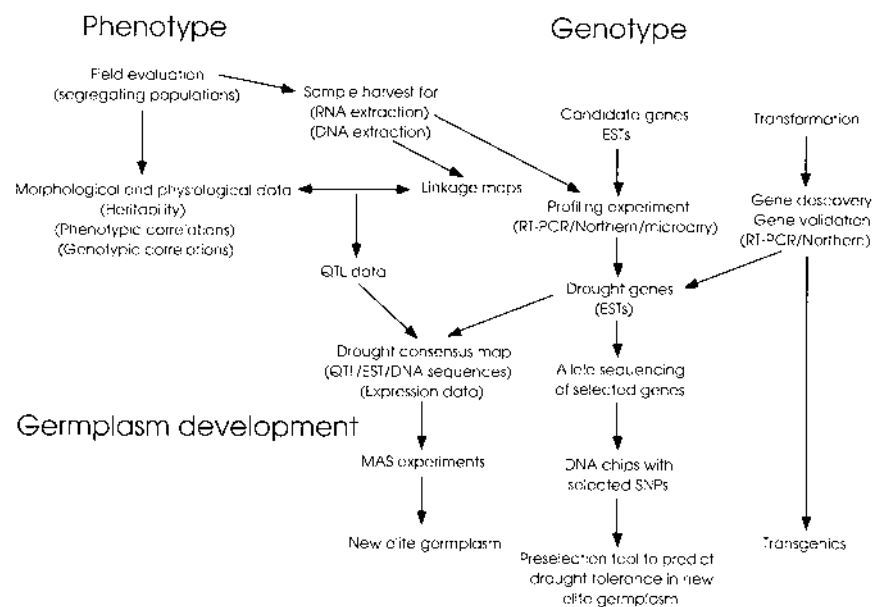 Phenotype
Genotype
Field evaluation
(segregating populations)
Sample harvest for
(RNA extraction)
(DNA extraction)
Candidate genes
ESTs
Transformation
Morphological and physiological data
(Heritability)
(Phenotypic correlations)
(Genotypic correlations)
Linkage maps
Profiling experiment
(RT-PCR/Northern/microarry)
Gene descovery
Gene validation
(RT-PCR/Northern)
QTL data
Drought genes
(ESTs)
Drought consensus map
(QTL/EST/DNA sequences)
(Expression data)
Allele sequencing
of selected genes
Germplasm development
MAS experiments
DNA chips with
selected SNPs
New elite germplasm
Preselection tool to predict
drought tolerance in new
elite germplasm
Transgenics